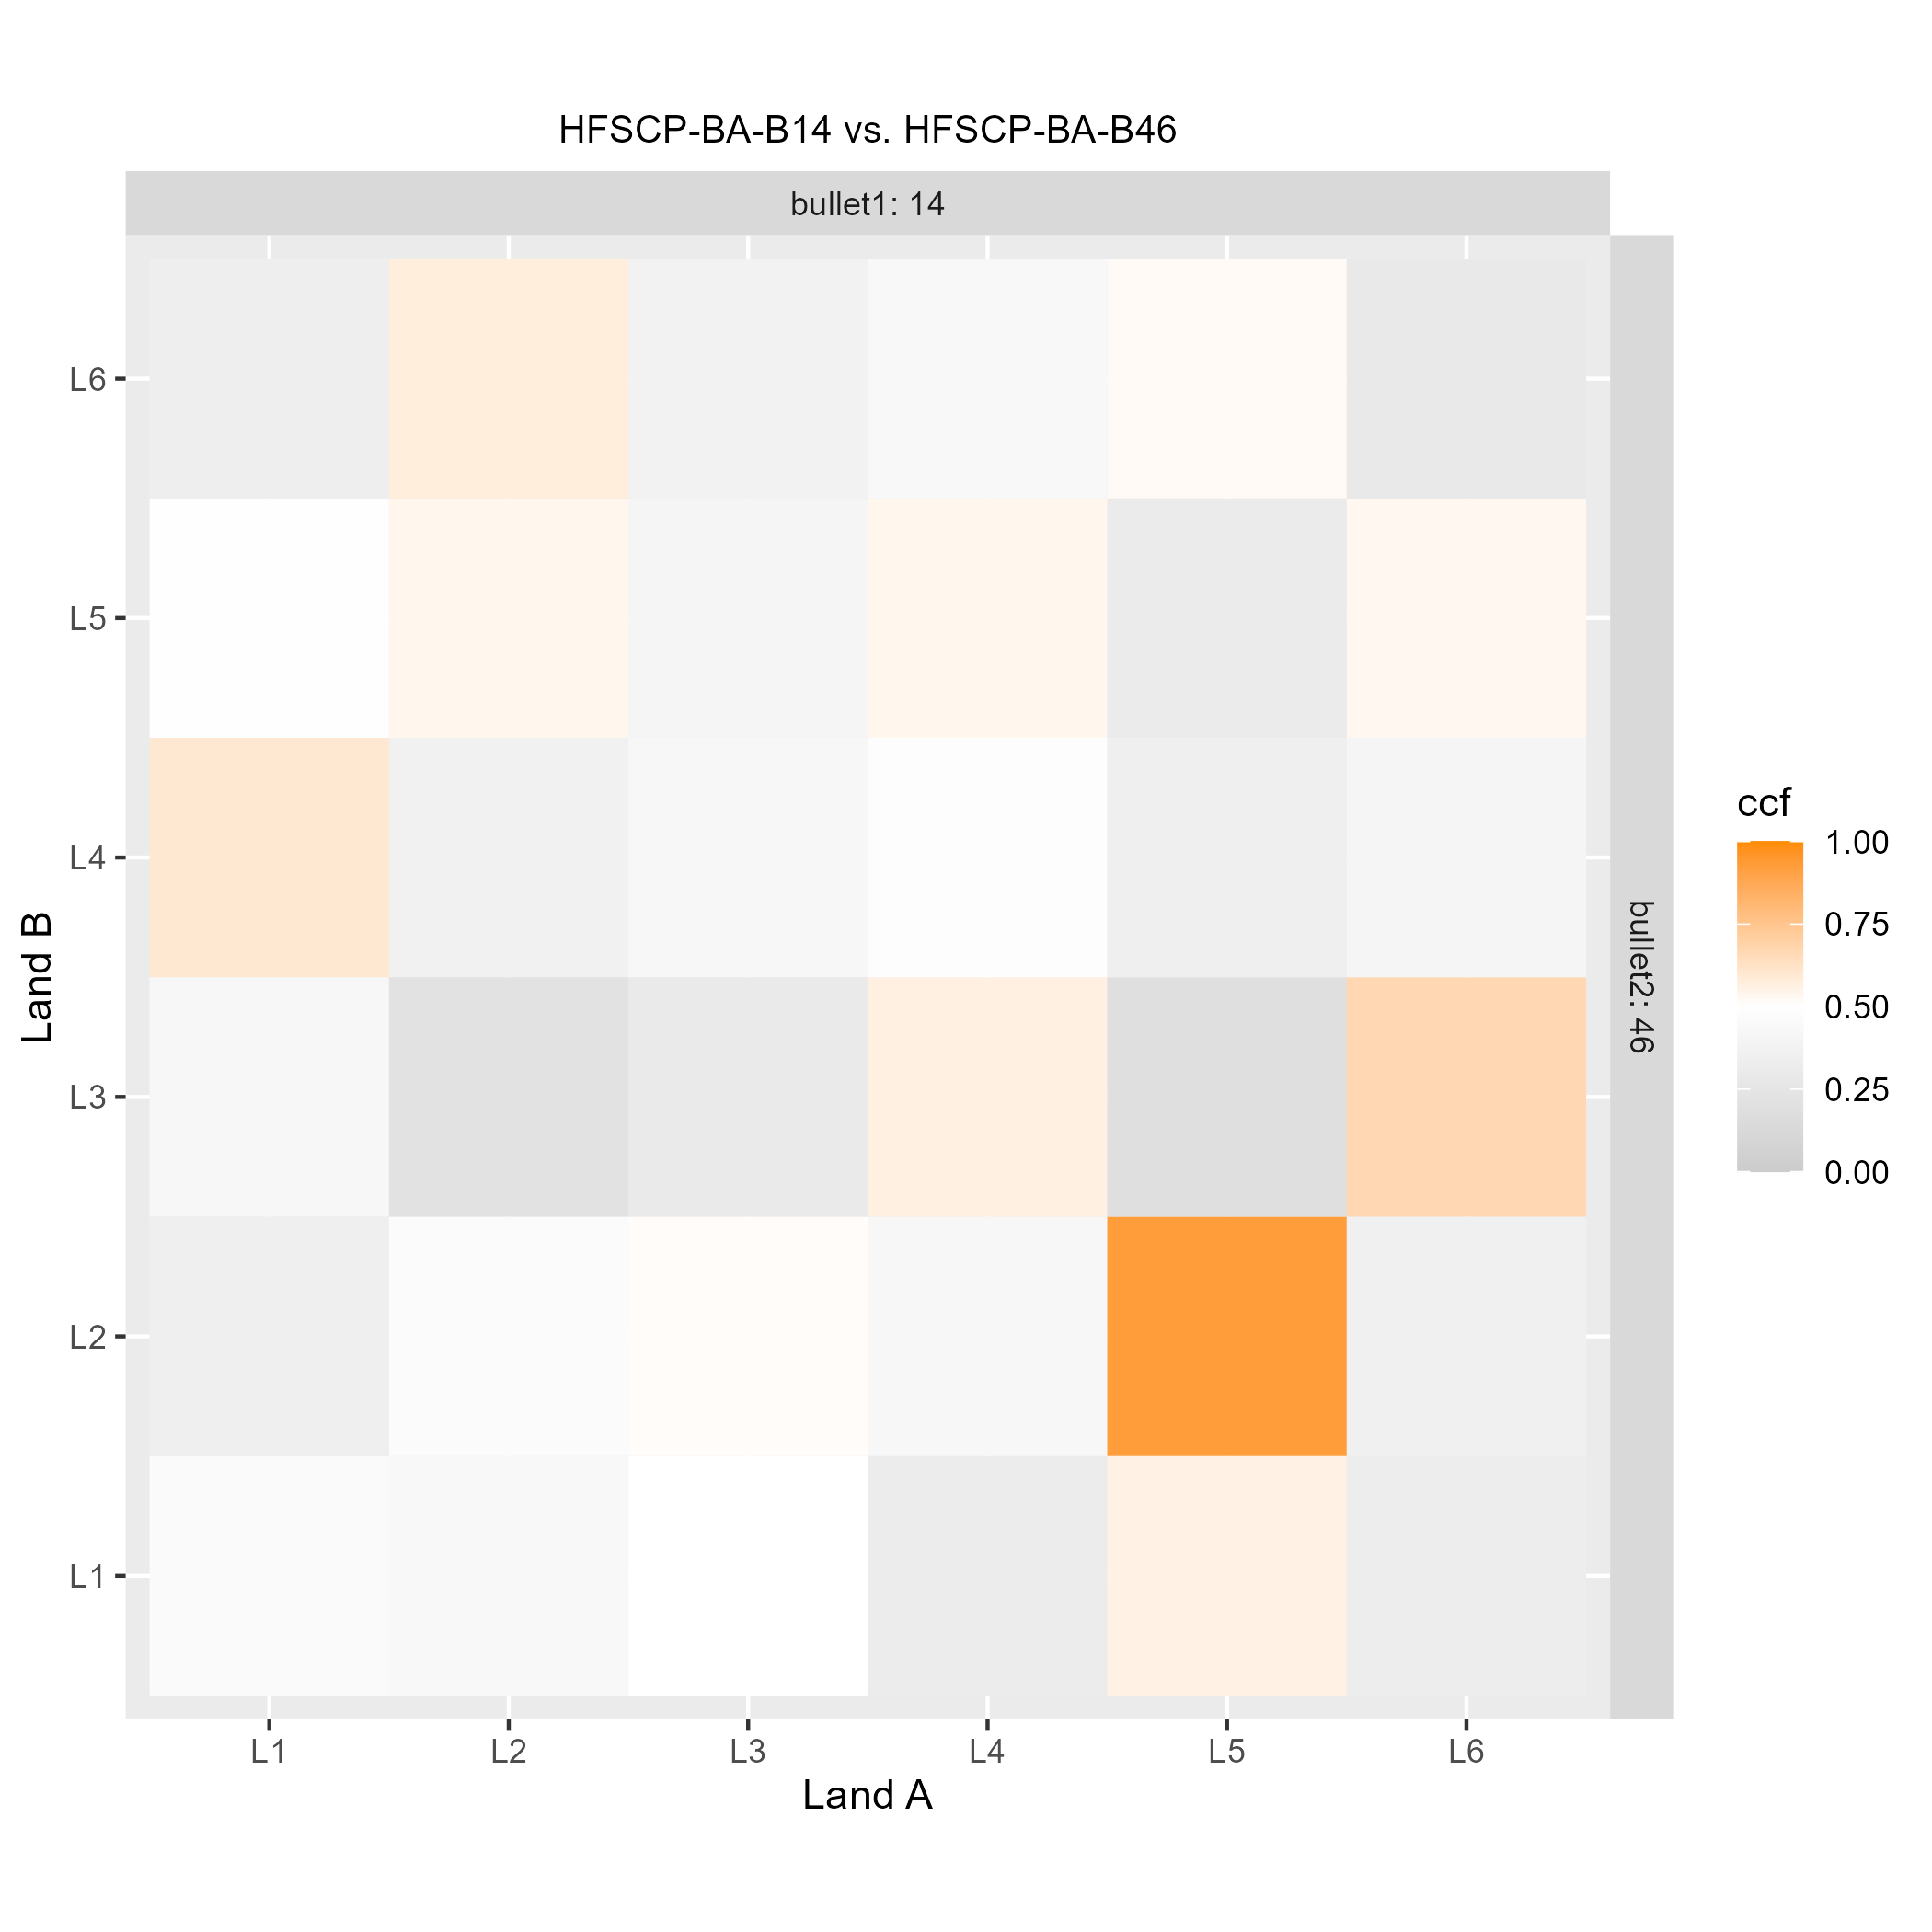 HFSCP-BA-B14 vs. HFSCP-BA-B46
bullet1: 14
bullet2: 46
Land B
L6
L5
L4
L3
L2
L1
L1 L2 L3 L4 L5 L6
Land A
ccf
1.00
0.75
0.50
0.25
0.00